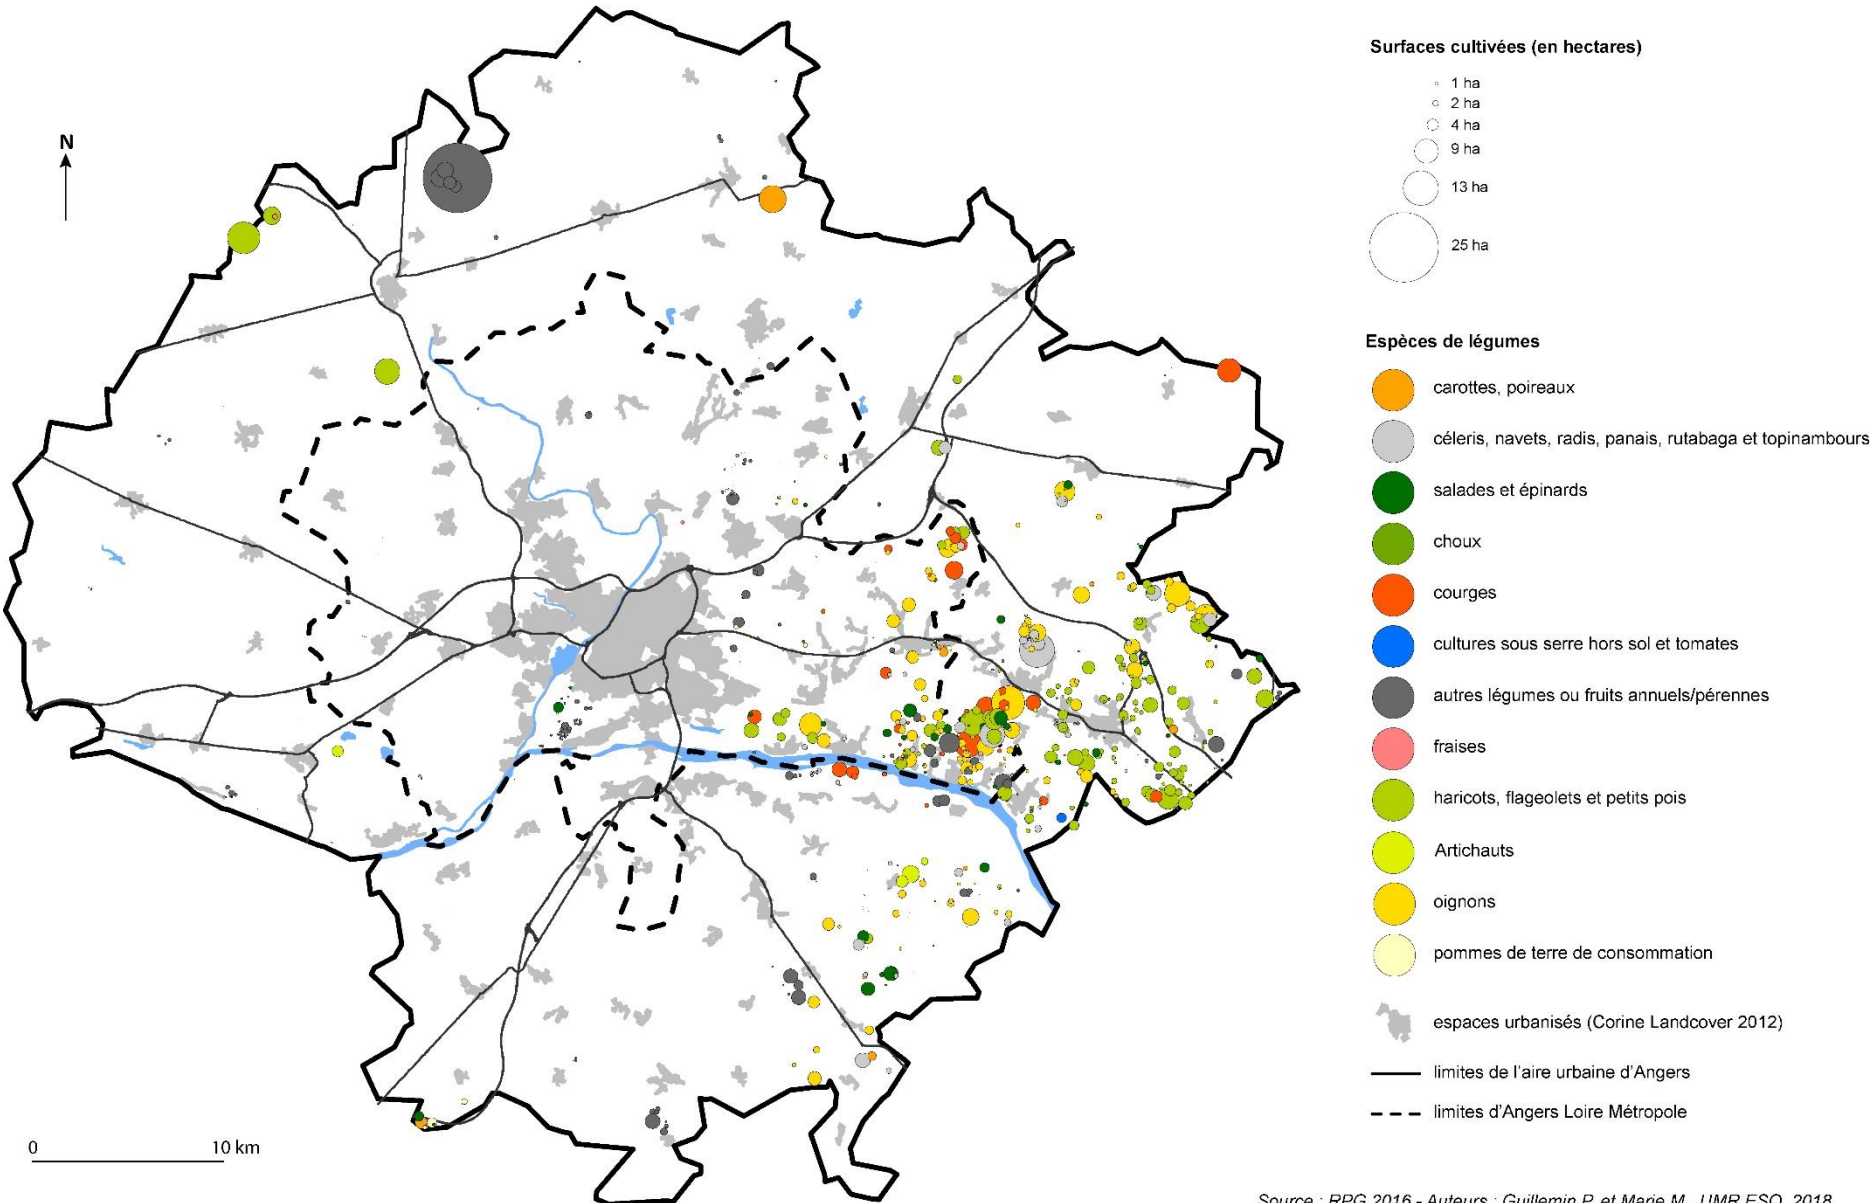 Surfaces cultivées (en hectares)
1 ha
2 ha
4 ha
9 ha
13 ha
25 ha
N
Espèces de légumes
carottes, poireaux
céleris, navets, radis, panais, rutabaga et topinambours
salades et épinards
choux
courges
cultures sous serre hors sol et tomates
autres légumes ou fruits annuels/pérennes
fraises
haricots, flageolets et petits pois
Artichauts
oignons
pommes de terre de consommation
espaces urbanisés (Corine Landcover 2012)
limites de l'aire urbaine d'Angers
limites d'Angers Loire Métropole
0 10 km
Source : RPG 2016 - Auteurs : Guillemin P. et Marie M., UMR ESO, 2018